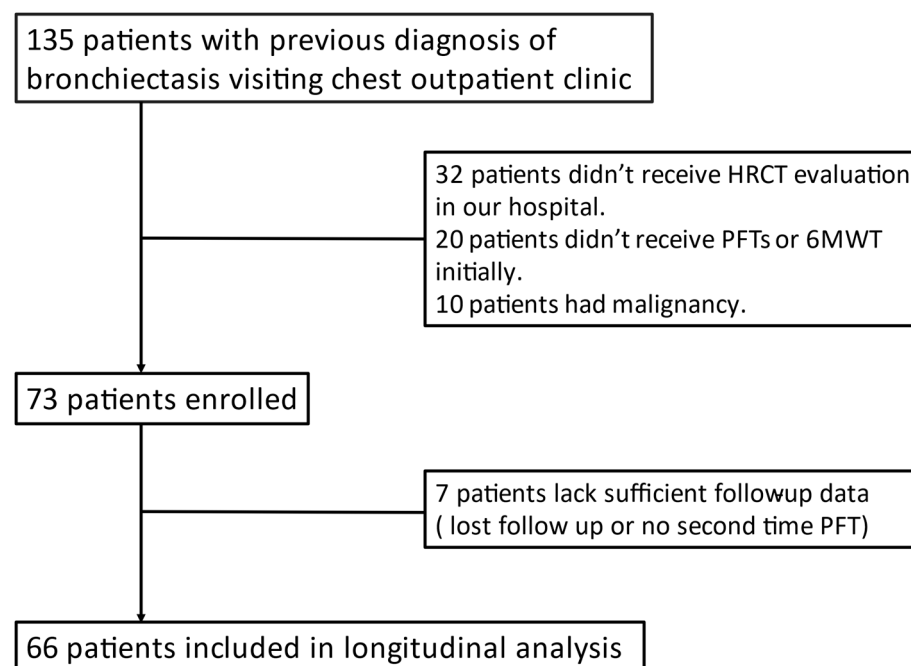 135 patients with previous diagnosis of
bronchiectasis visiting chest outpatient clinic
32 patients didn’t receive HRCT evaluation
in our hospital.
20 patients didn’t receive PFTs or 6MWT
initially.
10 patients had malignancy.
73 patients enrolled
7 patients lack sufficient follow-up data
( lost follow up or no second time PFT)
66 patients included in longitudinal analysis